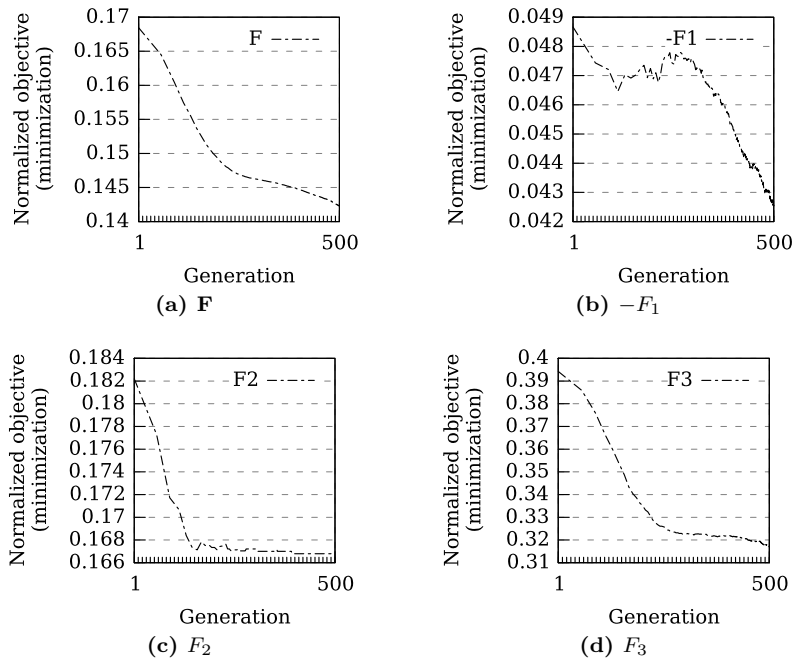 Normalized objective
(minimization)
0.17
0.165
0.16
0.155
0.15
0.145
0.14
F
1 500
Generation
(a) F
Normalized objective
(minimization)
0.049
0.048
0.047
0.046
0.045
0.044
0.043
0.042
-F1
1 500
Generation
(b) −F1
Normalized objective
(minimization)
0.184
0.182
0.18
0.178
0.176
0.174
0.172
0.17
0.168
0.166
F2
1 500
Generation
(c) F2
Normalized objective
(minimization)
0.4
0.39
0.38
0.37
0.36
0.35
0.34
0.33
0.32
0.31
F3
1 500
Generation
(d) F3